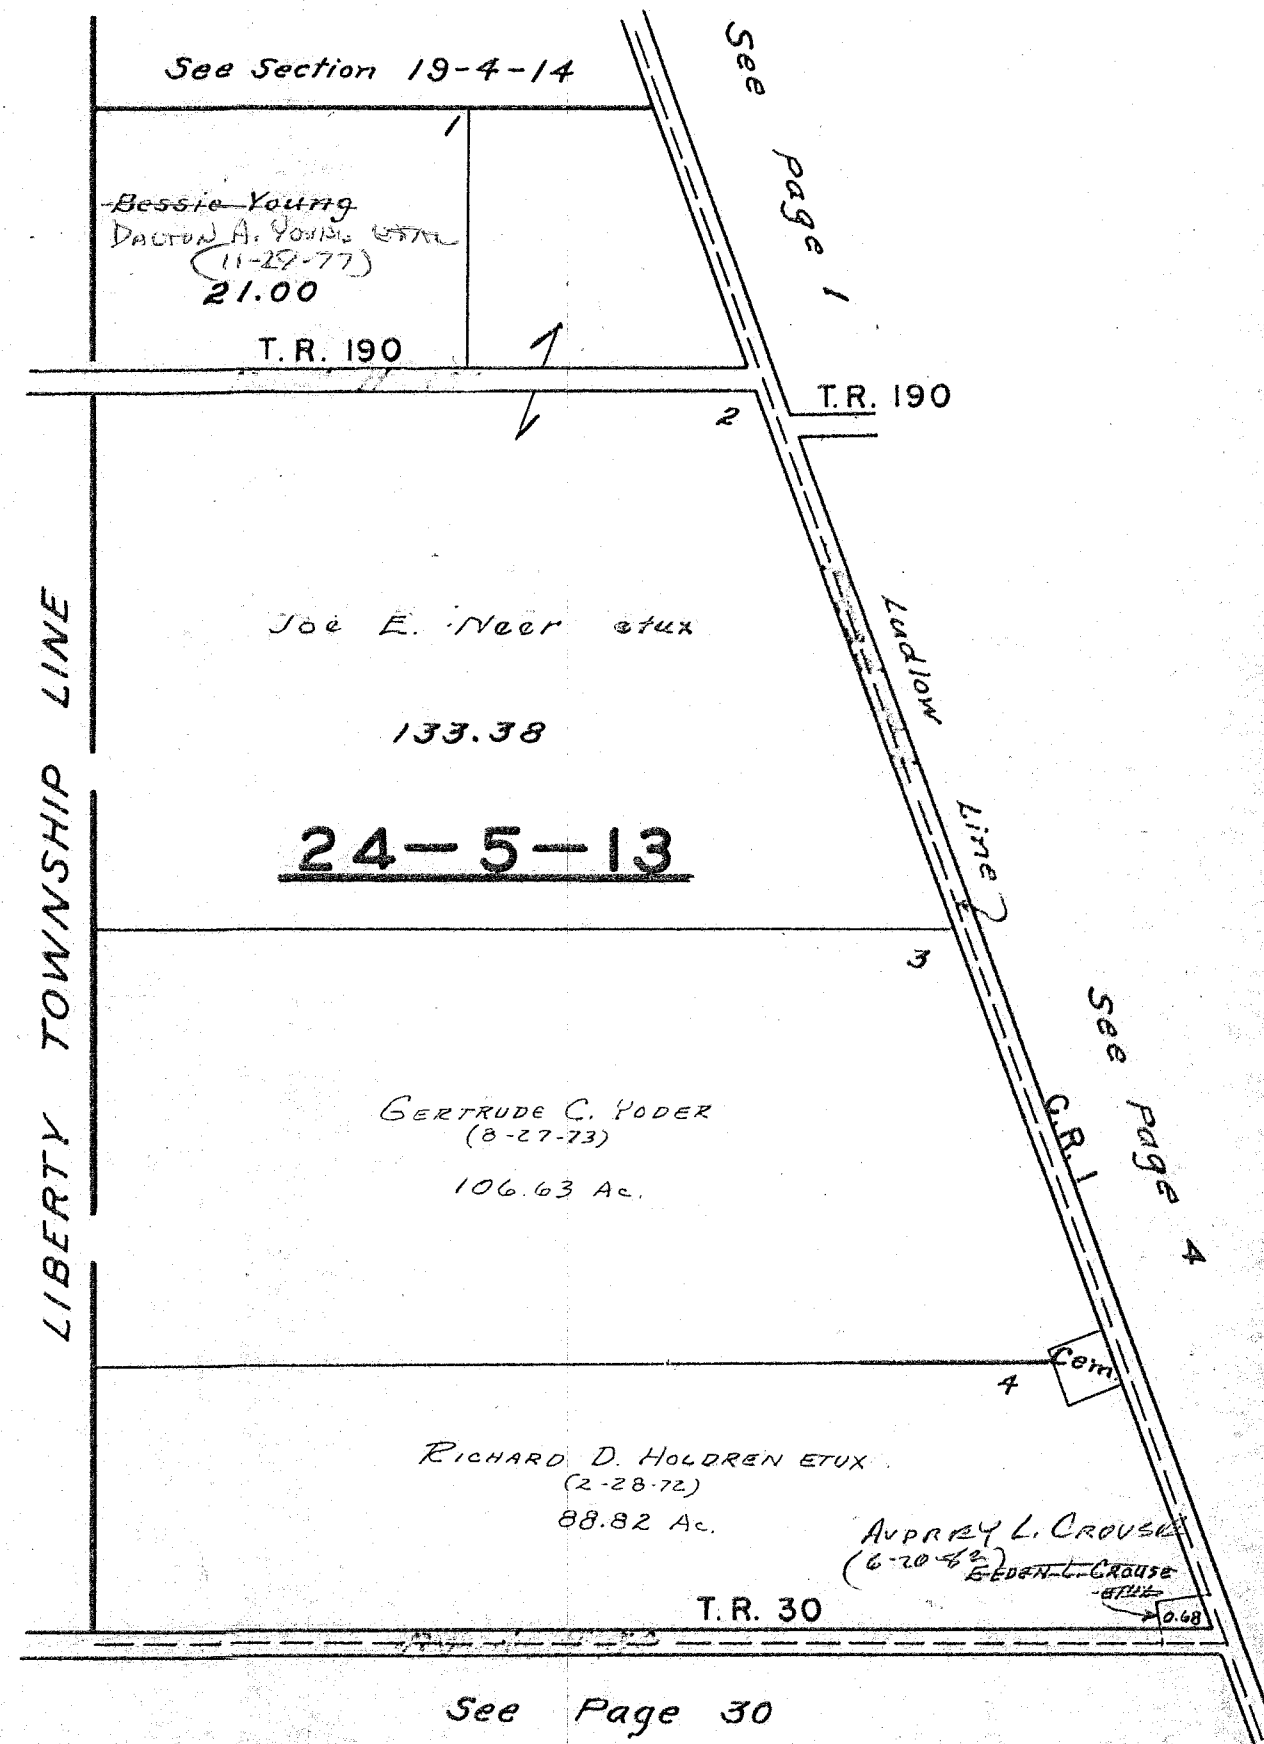 See Section 19-4-14
See Page 1
1
Bessie Young
DALTON A. YOUNG ETAL
(11-29-77)
21.00
T.R. 190
T.R. 190
2
Joe E. Neer etux
133.38
24-5-13
Ludlow Line
LIBERTY TOWNSHIP LINE
3
See Page 4
GERTRUDE C. YODER
(8-27-73)
106.63 Ac.
C.R. 1
Cem.
4
RICHARD D. HOLDREN ETUX
(2-28-72)
88.82 Ac.
AUDREY L. CROUSE
L. CROUSE
ETUX
0.68
T.R. 30
See Page 30